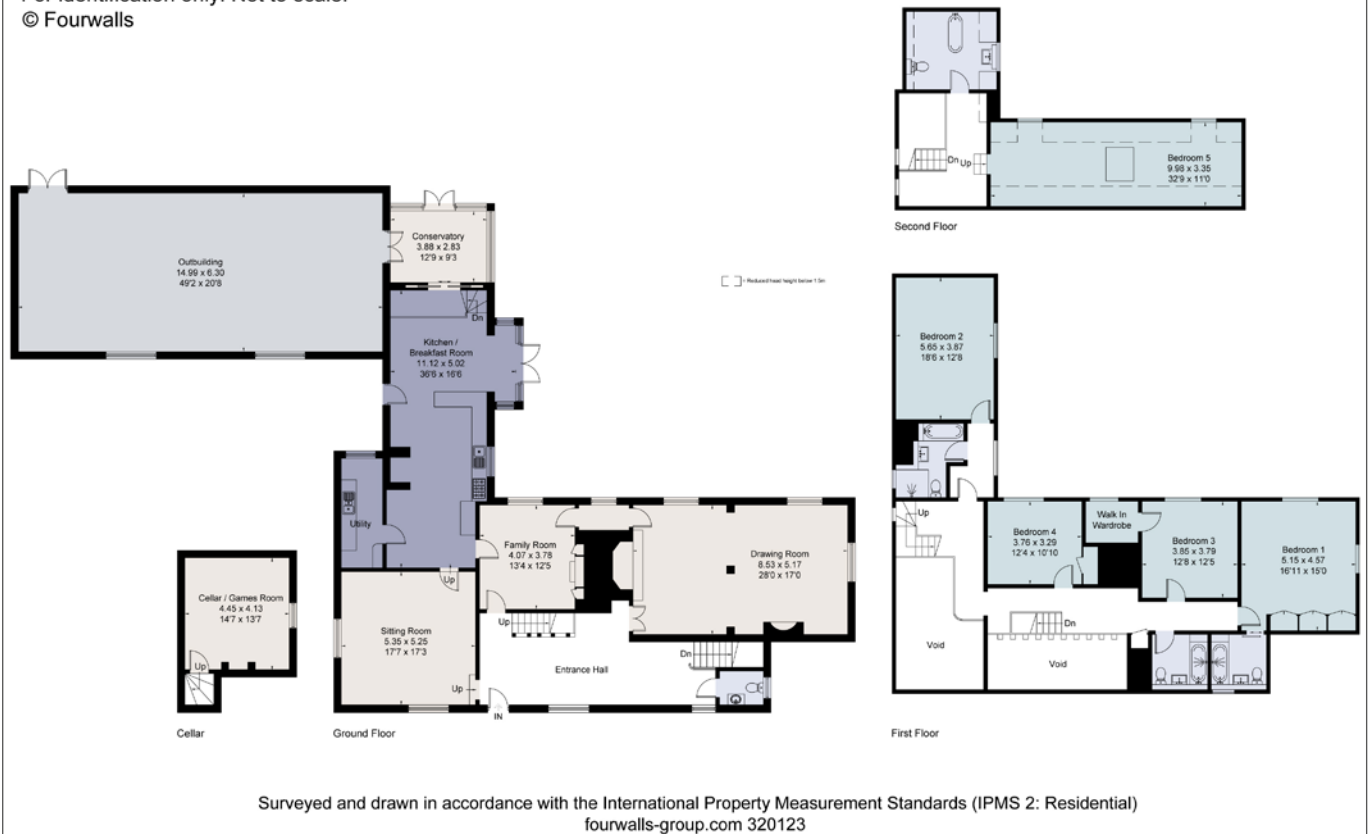 © Fourwalls
Bedroom 5
9.98 x 3.35
32'9 x 11'0
Dn
Up
Second Floor
Conservatory
3.88 x 2.83
12'9 x 9'3
Outbuilding
14.99 x 6.30
49'2 x 20'8
= Reduced head height below 1.5m
Dn
Kitchen /
Breakfast Room
11.12 x 5.02
36'6 x 16'6
Bedroom 2
5.65 x 3.87
18'6 x 12'8
Utility
Up
Family Room
4.07 x 3.78
13'4 x 12'5
Drawing Room
8.53 x 5.17
28'0 x 17'0
Up
Sitting Room
5.35 x 5.25
17'7 x 17'3
Up
Entrance Hall
Dn
IN
Cellar / Games Room
4.45 x 4.13
14'7 x 13'7
Up
Cellar
Ground Floor
Up
Bedroom 4
3.76 x 3.29
12'4 x 10'10
Walk In
Wardrobe
Bedroom 3
3.85 x 3.79
12'8 x 12'5
Bedroom 1
5.15 x 4.57
16'11 x 15'0
Dn
Void
Void
First Floor
Surveyed and drawn in accordance with the International Property Measurement Standards (IPMS 2: Residential)
fourwalls-group.com 320123